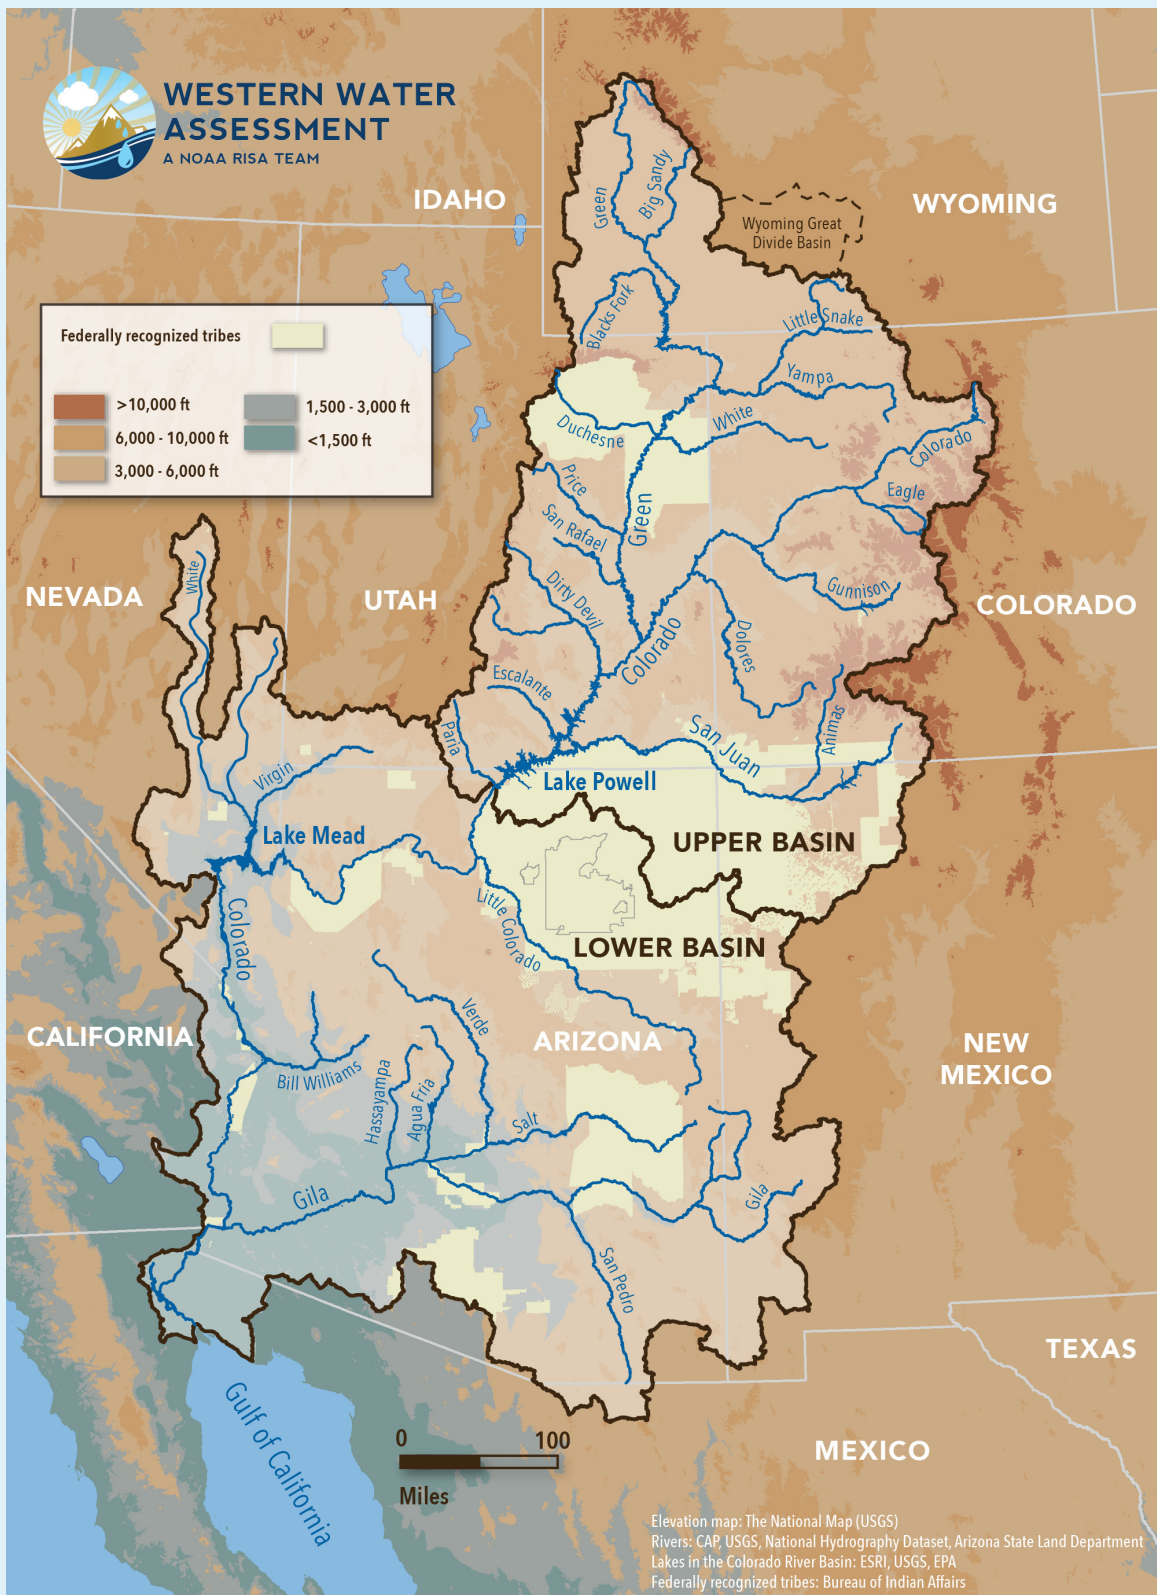 WESTERN WATER
ASSESSMENT
A NOAA RISA TEAM
IDAHO
WYOMING
Green
Big Sandy
Wyoming Great
Divide Basin
Blacks Fork
Little Snake
Federally recognized tribes
>10,000 ft
6,000 - 10,000 ft
3,000 - 6,000 ft
1,500 - 3,000 ft
<1,500 ft
Yampa
White
Duchesne
Colorado
Eagle
Price
Green
San Rafael
White
NEVADA
UTAH
Dirty Devil
Gunnison
COLORADO
Colorado
Dolores
Escalante
Paria
San Juan
Animas
Virgin
Lake Powell
Lake Mead
UPPER BASIN
Little Colorado
Colorado
LOWER BASIN
CALIFORNIA
Verde
ARIZONA
NEW
MEXICO
Bill Williams
Hassayampa
Agua Fria
Salt
Gila
Gila
San Pedro
TEXAS
Gulf of California
0 100
Miles
MEXICO
Elevation map: The National Map (USGS)
Rivers: CAP, USGS, National Hydrography Dataset, Arizona State Land Department
Lakes in the Colorado River Basin: ESRI, USGS, EPA
Federally recognized tribes: Bureau of Indian Affairs